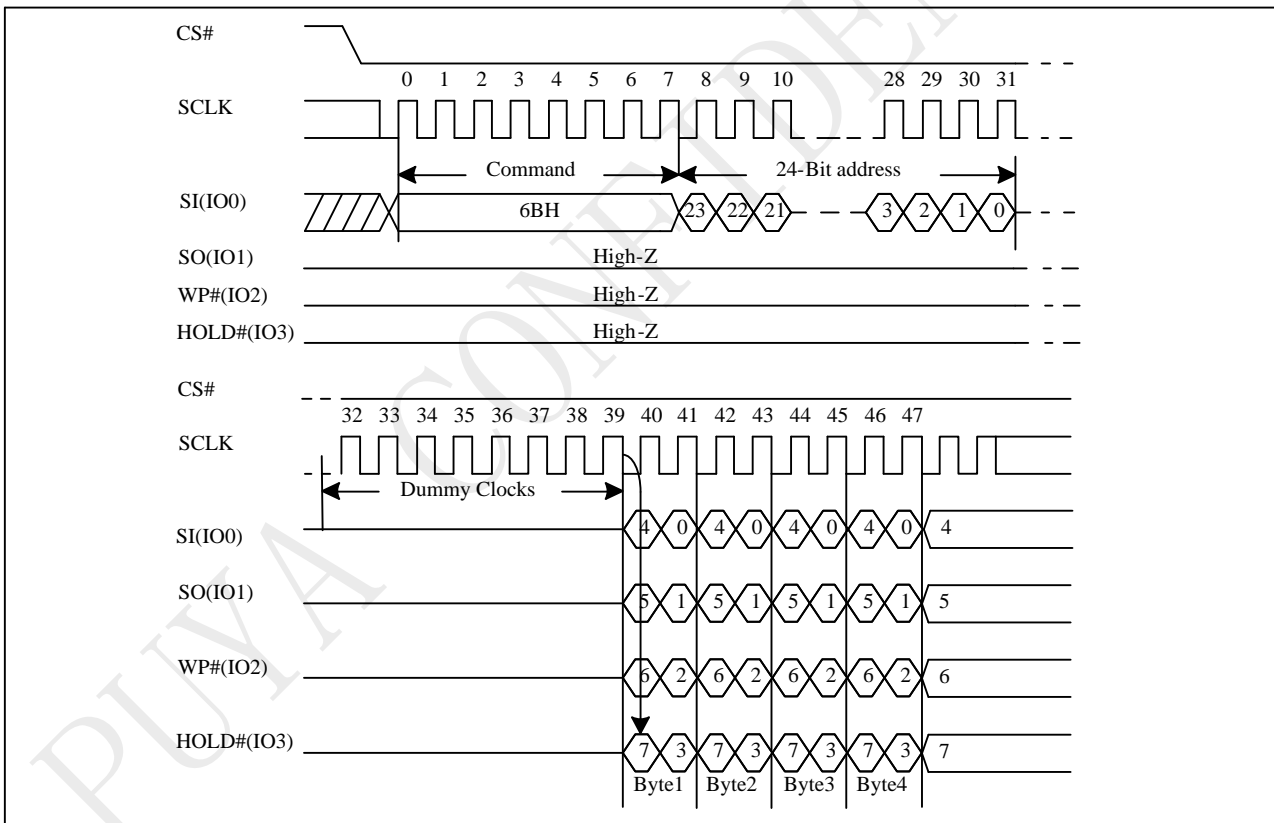 CS#
0 1 2 3 4 5 6 7 8 9 10 28 29 30 31
SCLK
Command 24-Bit address
SI(IO0) 6BH 23 22 21 3 2 1 0
SO(IO1) High-Z
WP#(IO2) High-Z
HOLD#(IO3) High-Z
CS#
32 33 34 35 36 37 38 39 40 41 42 43 44 45 46 47
SCLK
Dummy Clocks
SI(IO0) 4 0 4 0 4 0 4 0 4
SO(IO1) 5 1 5 1 5 1 5 1 5
WP#(IO2) 6 2 6 2 6 2 6 2 6
HOLD#(IO3) 7 3 7 3 7 3 7 3 7
Byte1 Byte2 Byte3 Byte4
PUYA CONFIDEN